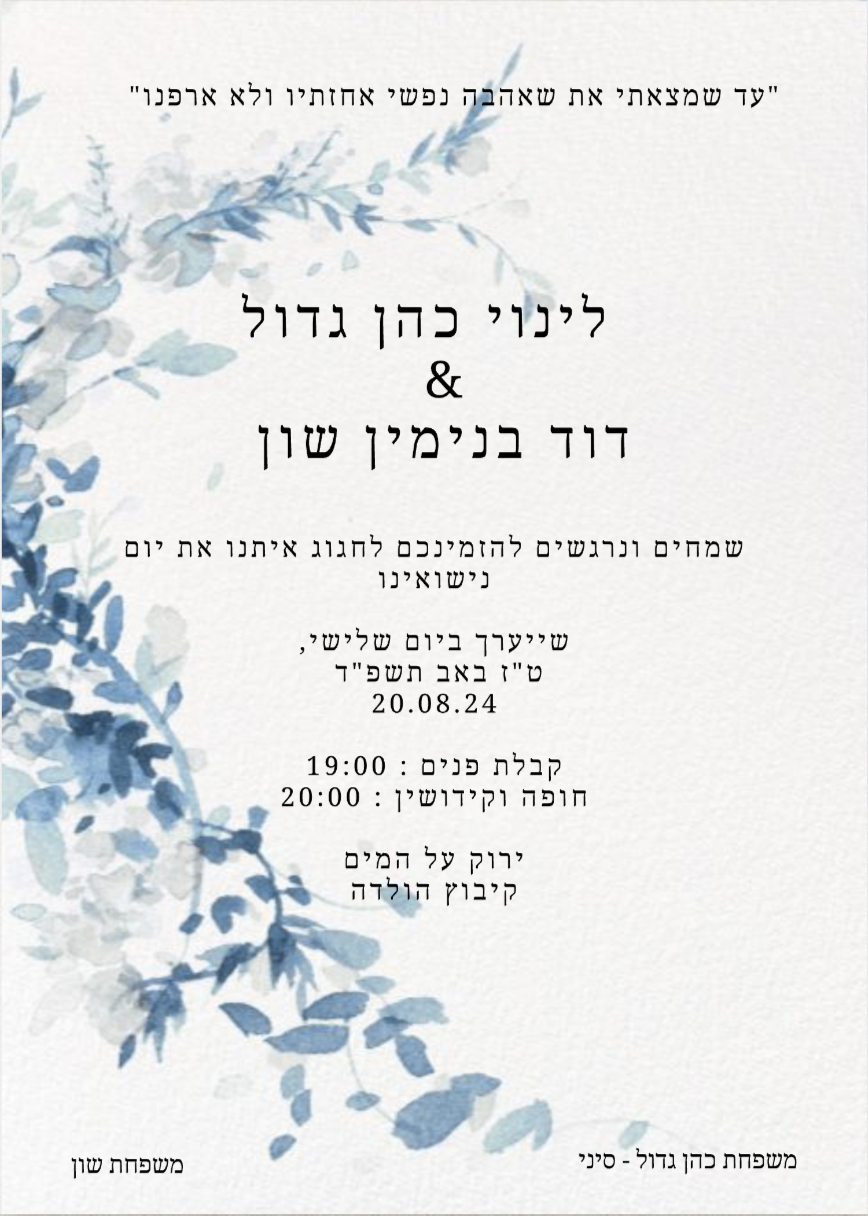 "עד שמצאתי את שאהבה נפשי אחזתיו ולא ארפנו"
לינוי כהן גדול
&
דוד בנימין שון
שמחים ונרגשים להזמינכם לחגוג איתנו את יום
נישואינו
שייערך ביום שלישי,
ט"ז באב תשפ"ד
20.08.24
קבלת פנים : 19:00
חופה וקידושין : 20:00
ירוק על המים
קיבוץ הולדה
משפחת כהן גדול - סיני
משפחת שון